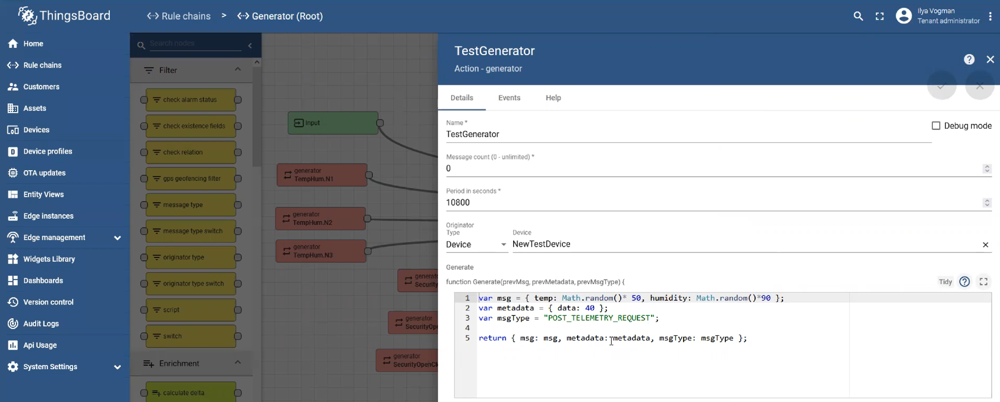 ThingsBoard
Rule chains > Generator (Root)
Ilya Vogman
Tenant administrator
Home
Rule chains
Customers
Assets
Devices
Device profiles
OTA updates
Entity Views
Edge instances
Edge management
Widgets Library
Dashboards
Version control
Audit Logs
Api Usage
System Settings
Search nodes
Filter
check alarm status
check existence fields
check relation
gps geofencing filter
message type
message type switch
originator type
originator type switch
script
switch
Enrichment
calculate delta
Input
generator
TempHum.N1
generator
TempHum.N2
generator
TempHum.N3
generat
Security
generator
SecurityOp
generator
SecurityOpenCl
TestGenerator
Action - generator
Details Events Help
Name *
TestGenerator
Debug mode
Message count (0 - unlimited) *
0
Period in seconds *
10800
Originator
Type Device
Device NewTestDevice
Generate
function Generate(prevMsg, prevMetadata, prevMsgType) {
Tidy
1 var msg = { temp: Math.random()* 50, humidity: Math.random()*90 };
2 var metadata = { data: 40 };
3 var msgType = "POST_TELEMETRY_REQUEST";
4
5 return { msg: msg, metadata: metadata, msgType: msgType };